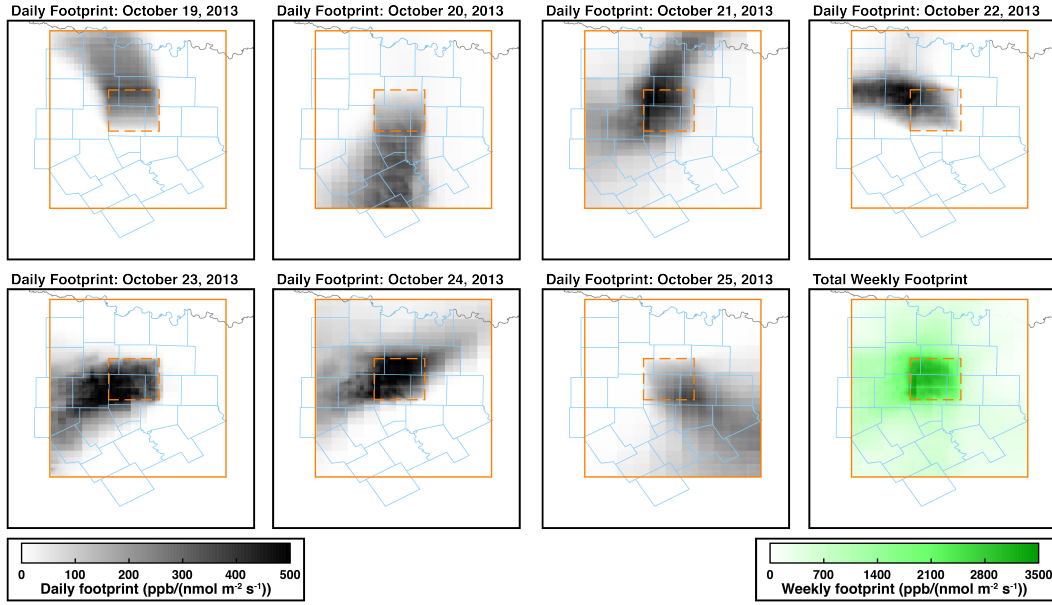 Daily Footprint: October 19, 2013
Daily Footprint: October 20, 2013
Daily Footprint: October 21, 2013
Daily Footprint: October 22, 2013
Daily Footprint: October 23, 2013
Daily Footprint: October 24, 2013
Daily Footprint: October 25, 2013
Total Weekly Footprint
0 100 200 300 400 500
Daily footprint (ppb/(nmol m⁻² s⁻¹))
0 700 1400 2100 2800 3500
Weekly footprint (ppb/(nmol m⁻² s⁻¹))